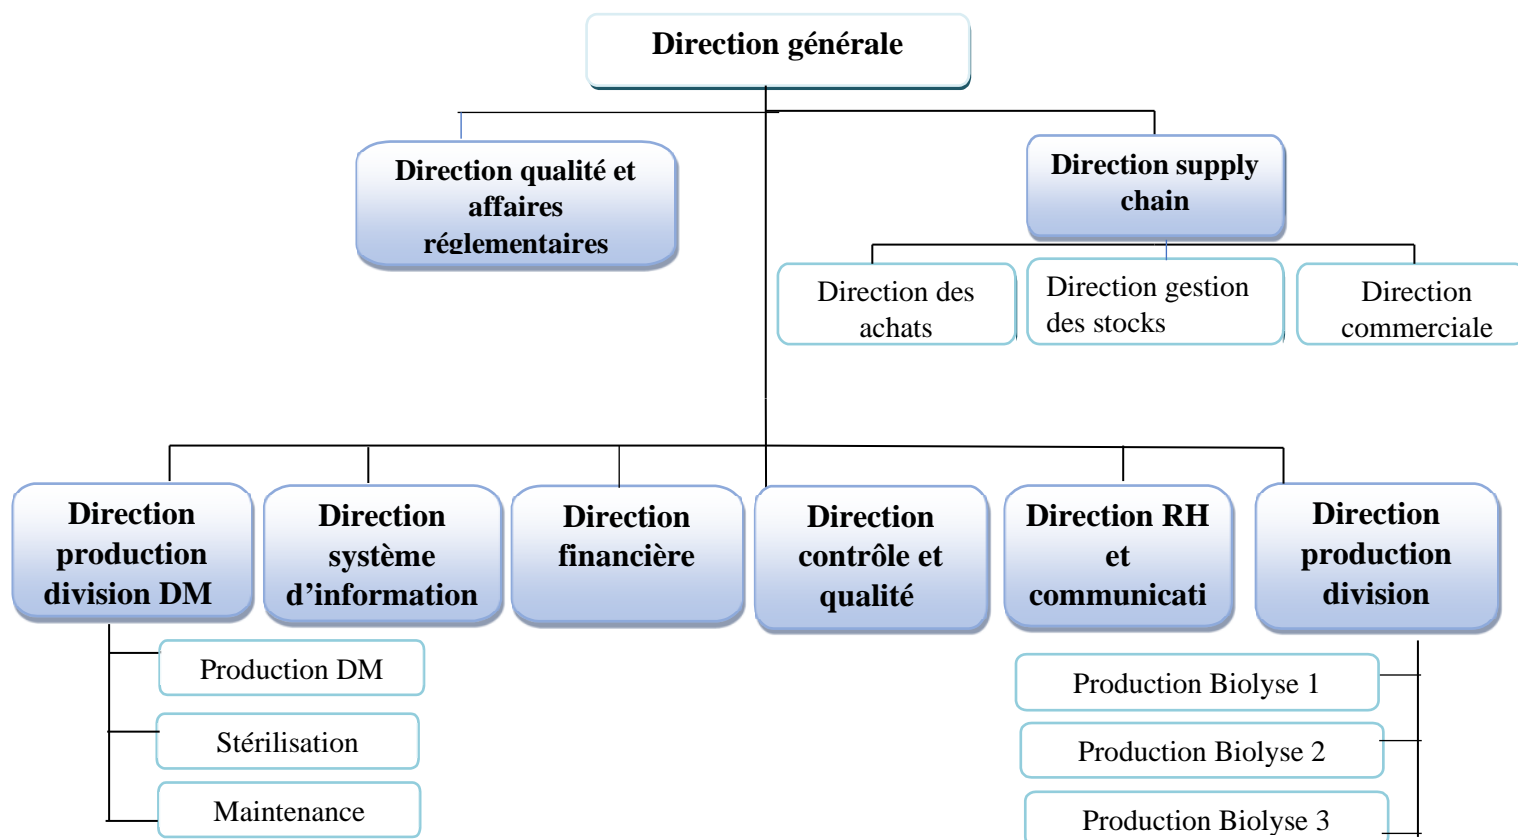 Direction générale
Direction qualité et
affaires
réglementaires
Direction supply
chain
Direction des
achats
Direction gestion
des stocks
Direction
commerciale
Direction
production
division DM
Direction
système
d’information
Direction
financière
Direction
contrôle et
qualité
Direction RH
et
communicati
Direction
production
division
Production DM
Stérilisation
Maintenance
Production Biolyse 1
Production Biolyse 2
Production Biolyse 3